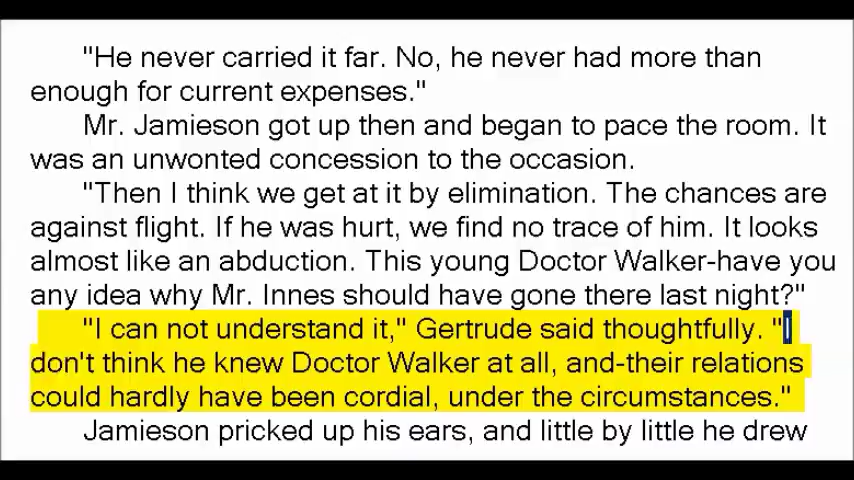 "He never carried it far. No, he never had more than
enough for current expenses."
Mr. Jamieson got up then and began to pace the room. It
was an unwonted concession to the occasion.
"Then I think we get at it by elimination. The chances are
against flight. If he was hurt, we find no trace of him. It looks
almost like an abduction. This young Doctor Walker-have you
any idea why Mr. Innes should have gone there last night?"
"I can not understand it," Gertrude said thoughtfully. "I
don't think he knew Doctor Walker at all, and-their relations
could hardly have been cordial, under the circumstances."
Jamieson pricked up his ears, and little by little he drew